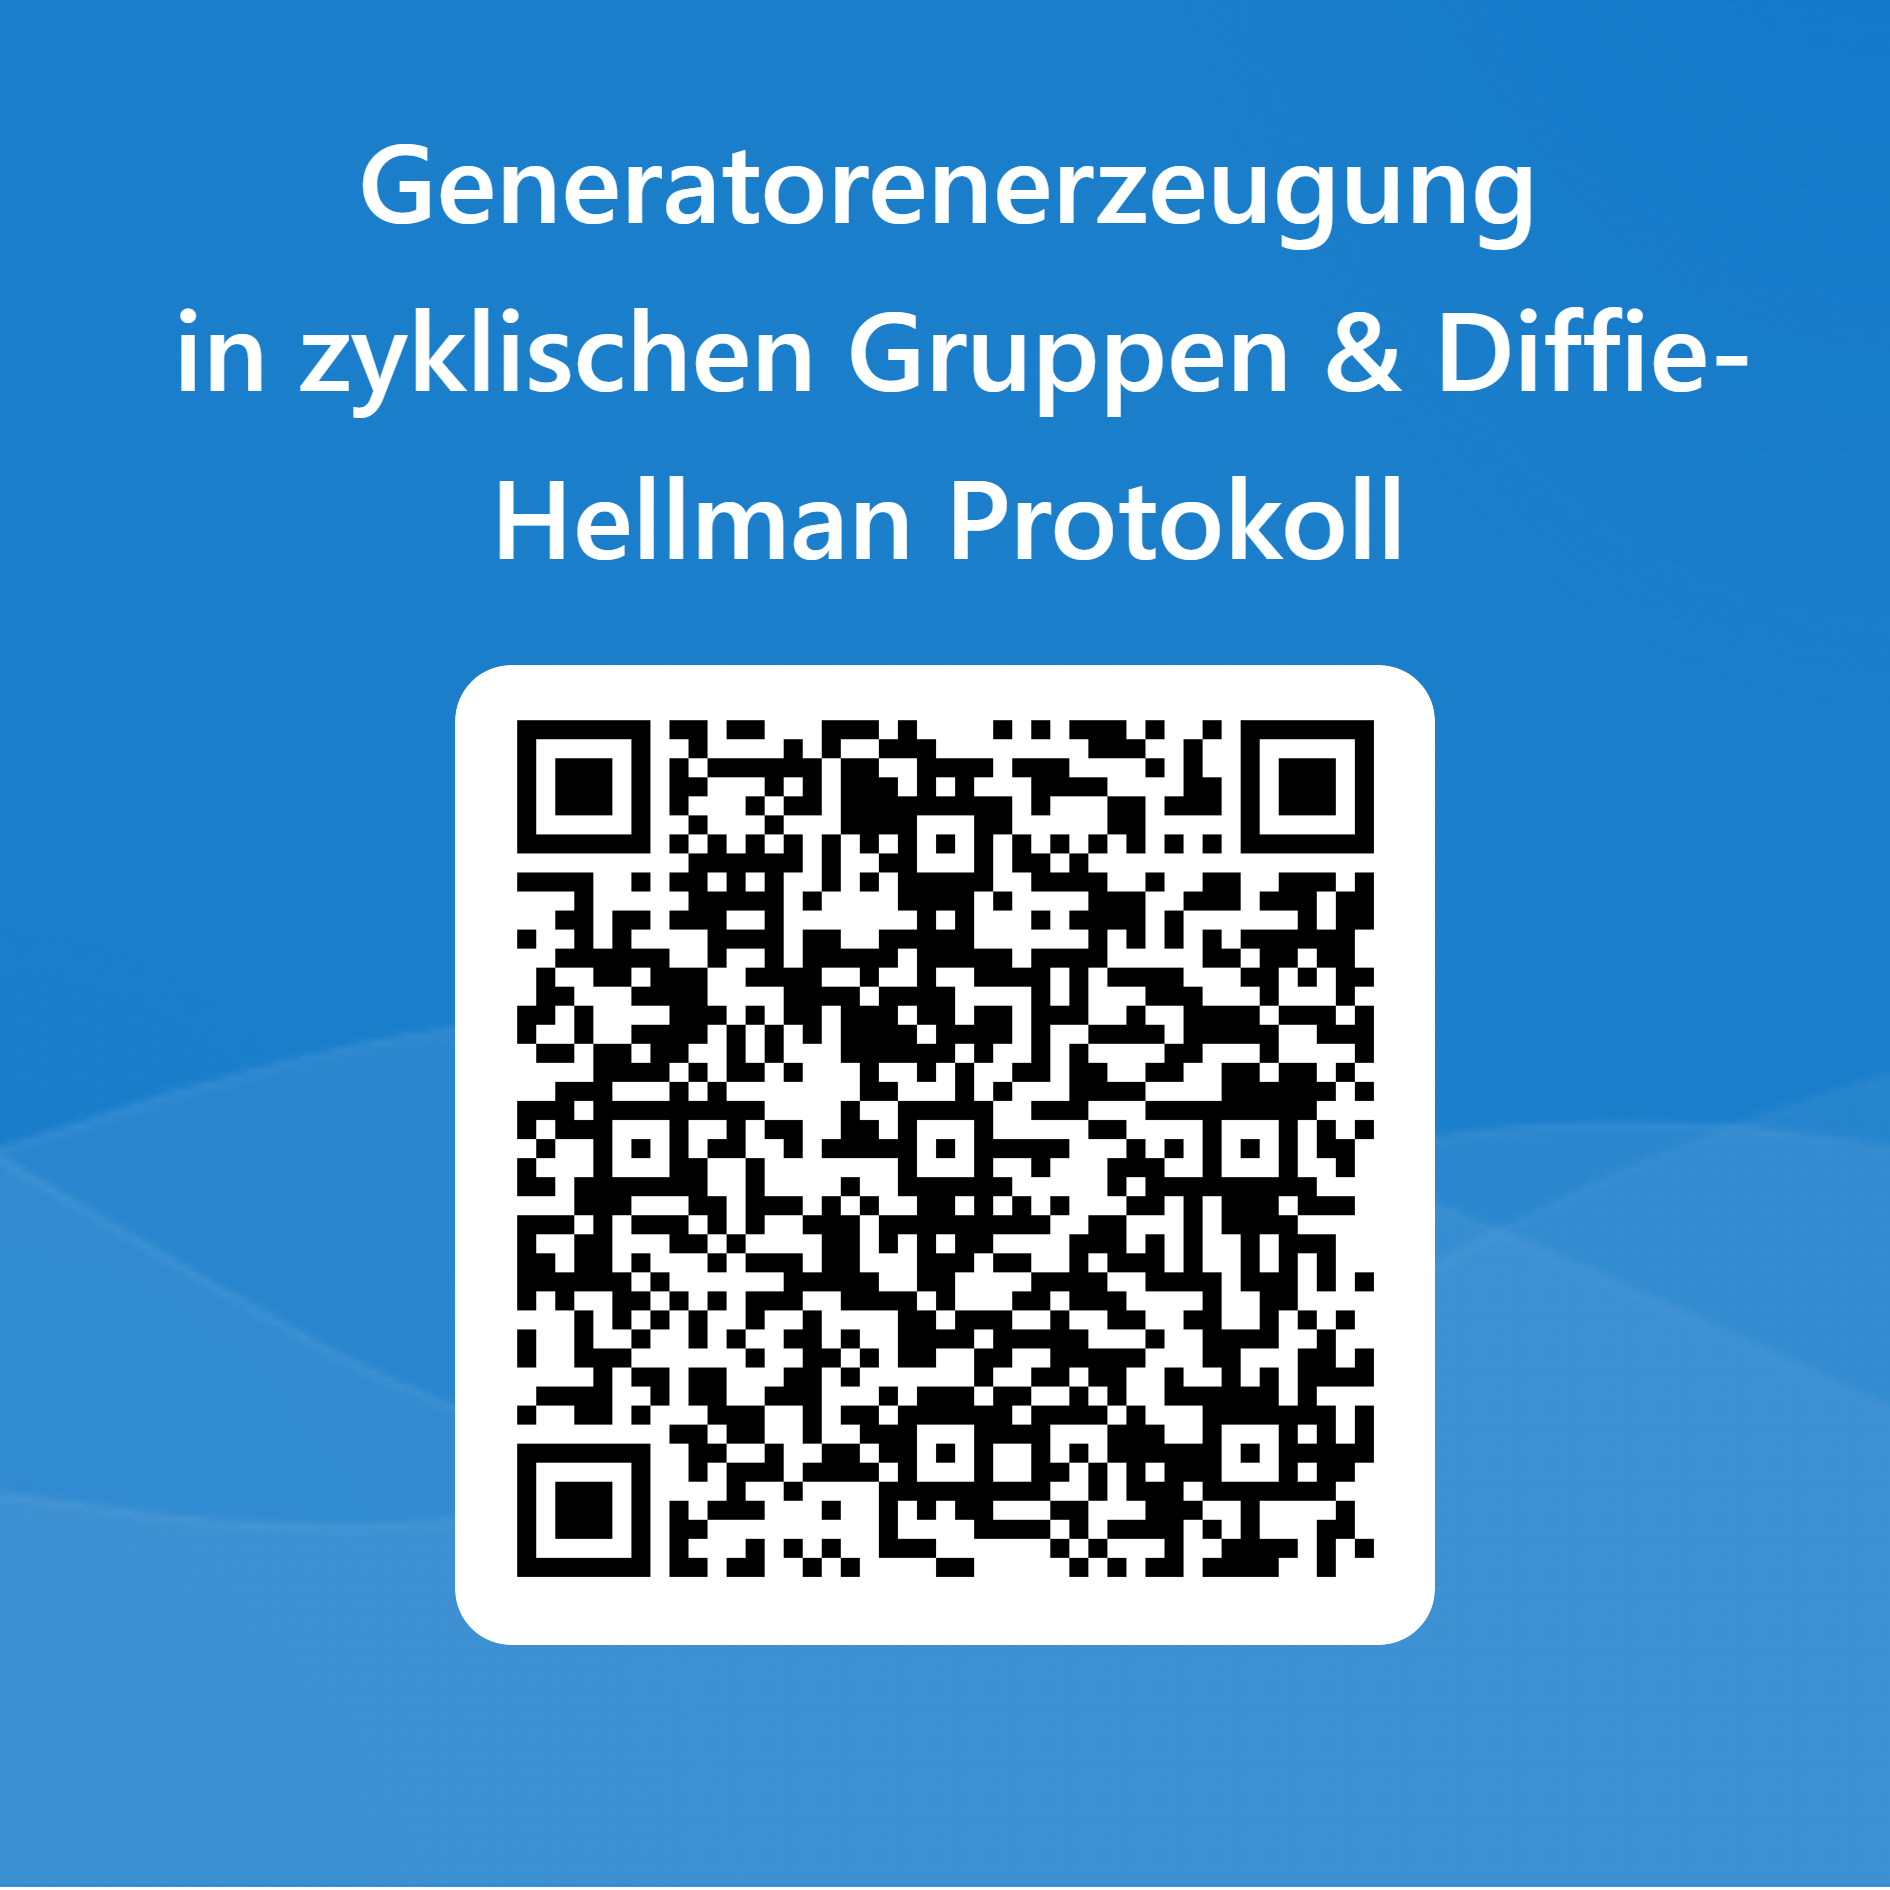 Generatorenerzeugung
in zyklischen Gruppen & Diffie-
Hellman Protokoll